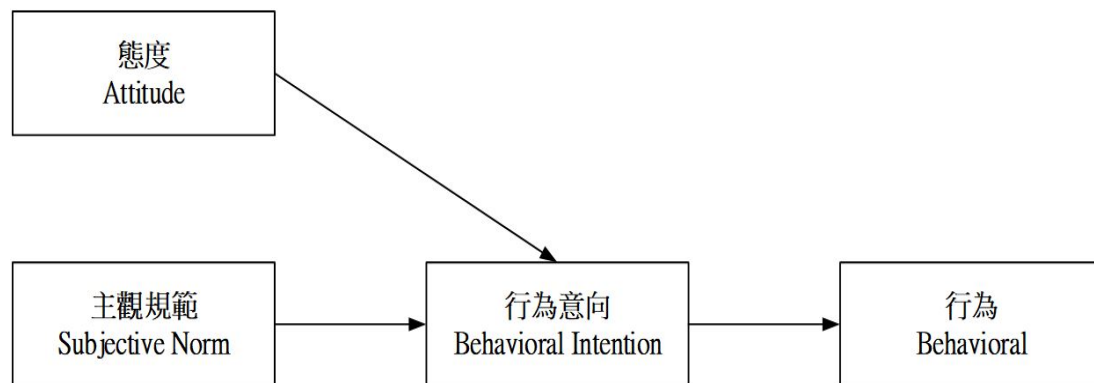 態度
Attitude
主觀規範
Subjective Norm
行為意向
Behavioral Intention
行為
Behavioral